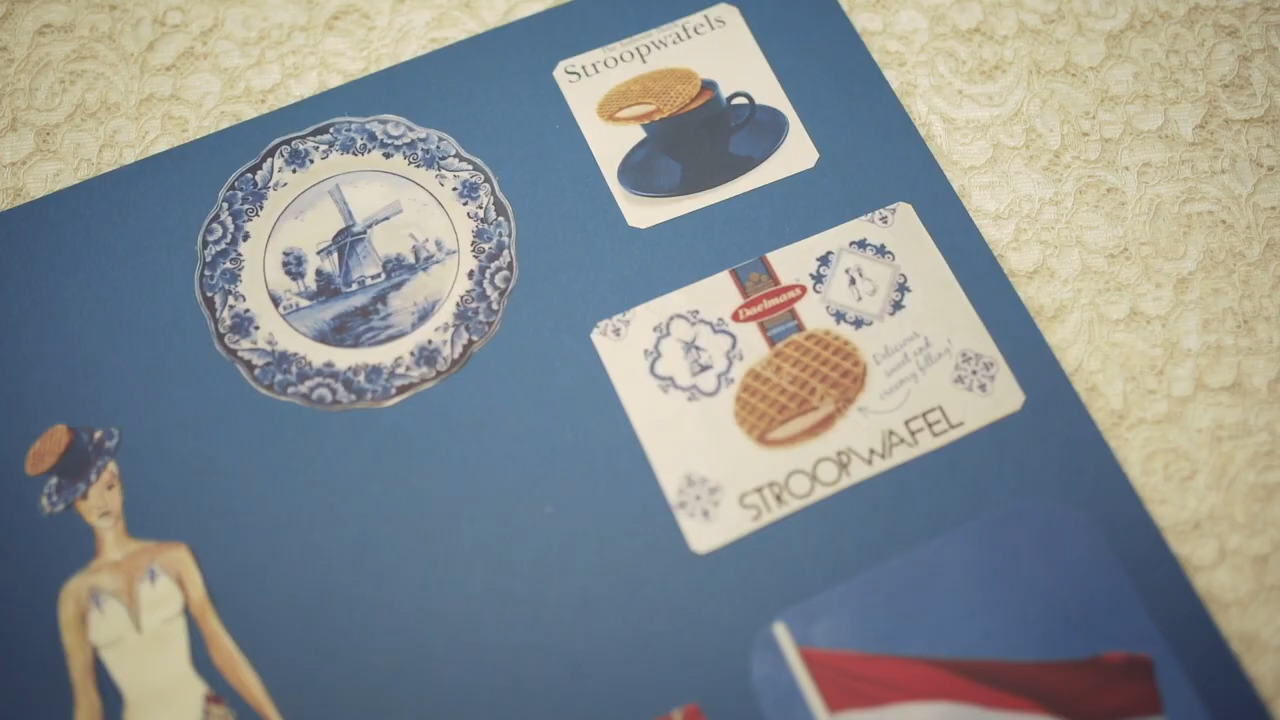 Stroopwafels
Daelmans
Delicious
sweet and
creamy filling!
STROOPWAFEL